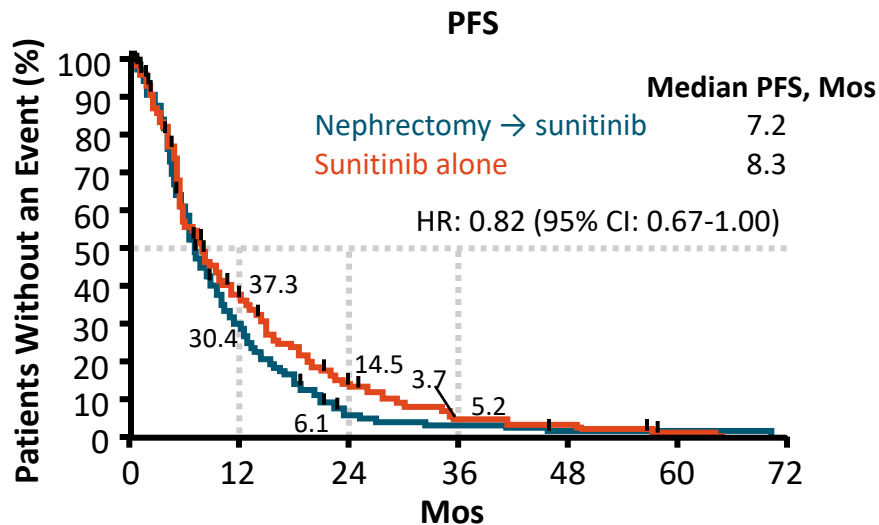 PFS
Patients Without an Event (%)
100
90
80
70
60
50
40
30
20
10
0
Median PFS, Mos
Nephrectomy → sunitinib 7.2
Sunitinib alone 8.3
HR: 0.82 (95% CI: 0.67-1.00)
37.3
30.4
14.5
6.1
3.7
5.2
0 12 24 36 48 60 72
Mos